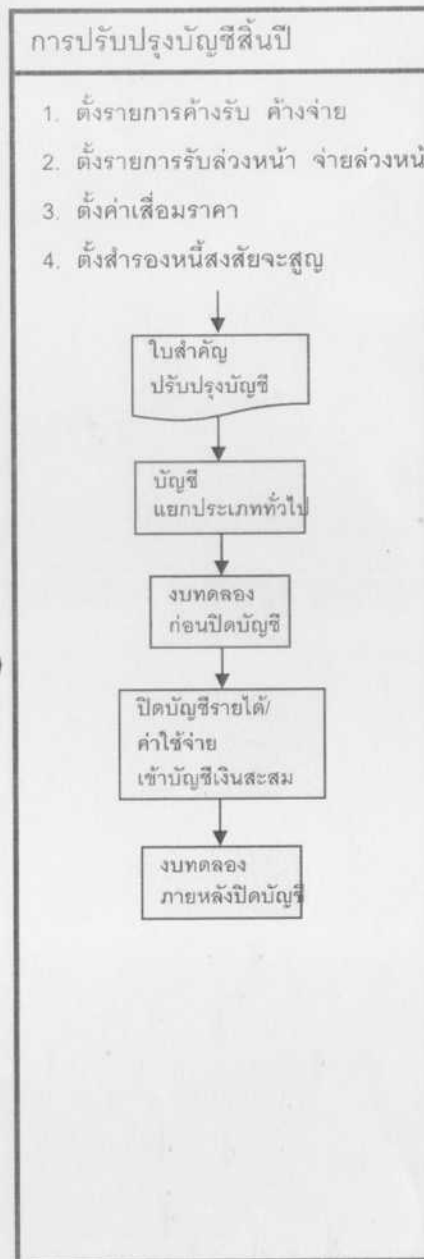 การปรับปรุงบัญชีสิ้นปี
1. ตั้งรายการค้างรับ ค้างจ่าย
2. ตั้งรายการรับล่วงหน้า จ่ายล่วงหน้
3. ตั้งค่าเสื่อมราคา
4. ตั้งสำรองหนี้สงสัยจะสูญ
ใบสำคัญ
ปรับปรุงบัญชี
บัญชี
แยกประเภททั่วไป
งบทดลอง
ก่อนปิดบัญชี
ปิดบัญชีรายได้/
ค่าใช้จ่าย
เข้าบัญชีเงินสะสม
งบทดลอง
ภายหลังปิดบัญชี